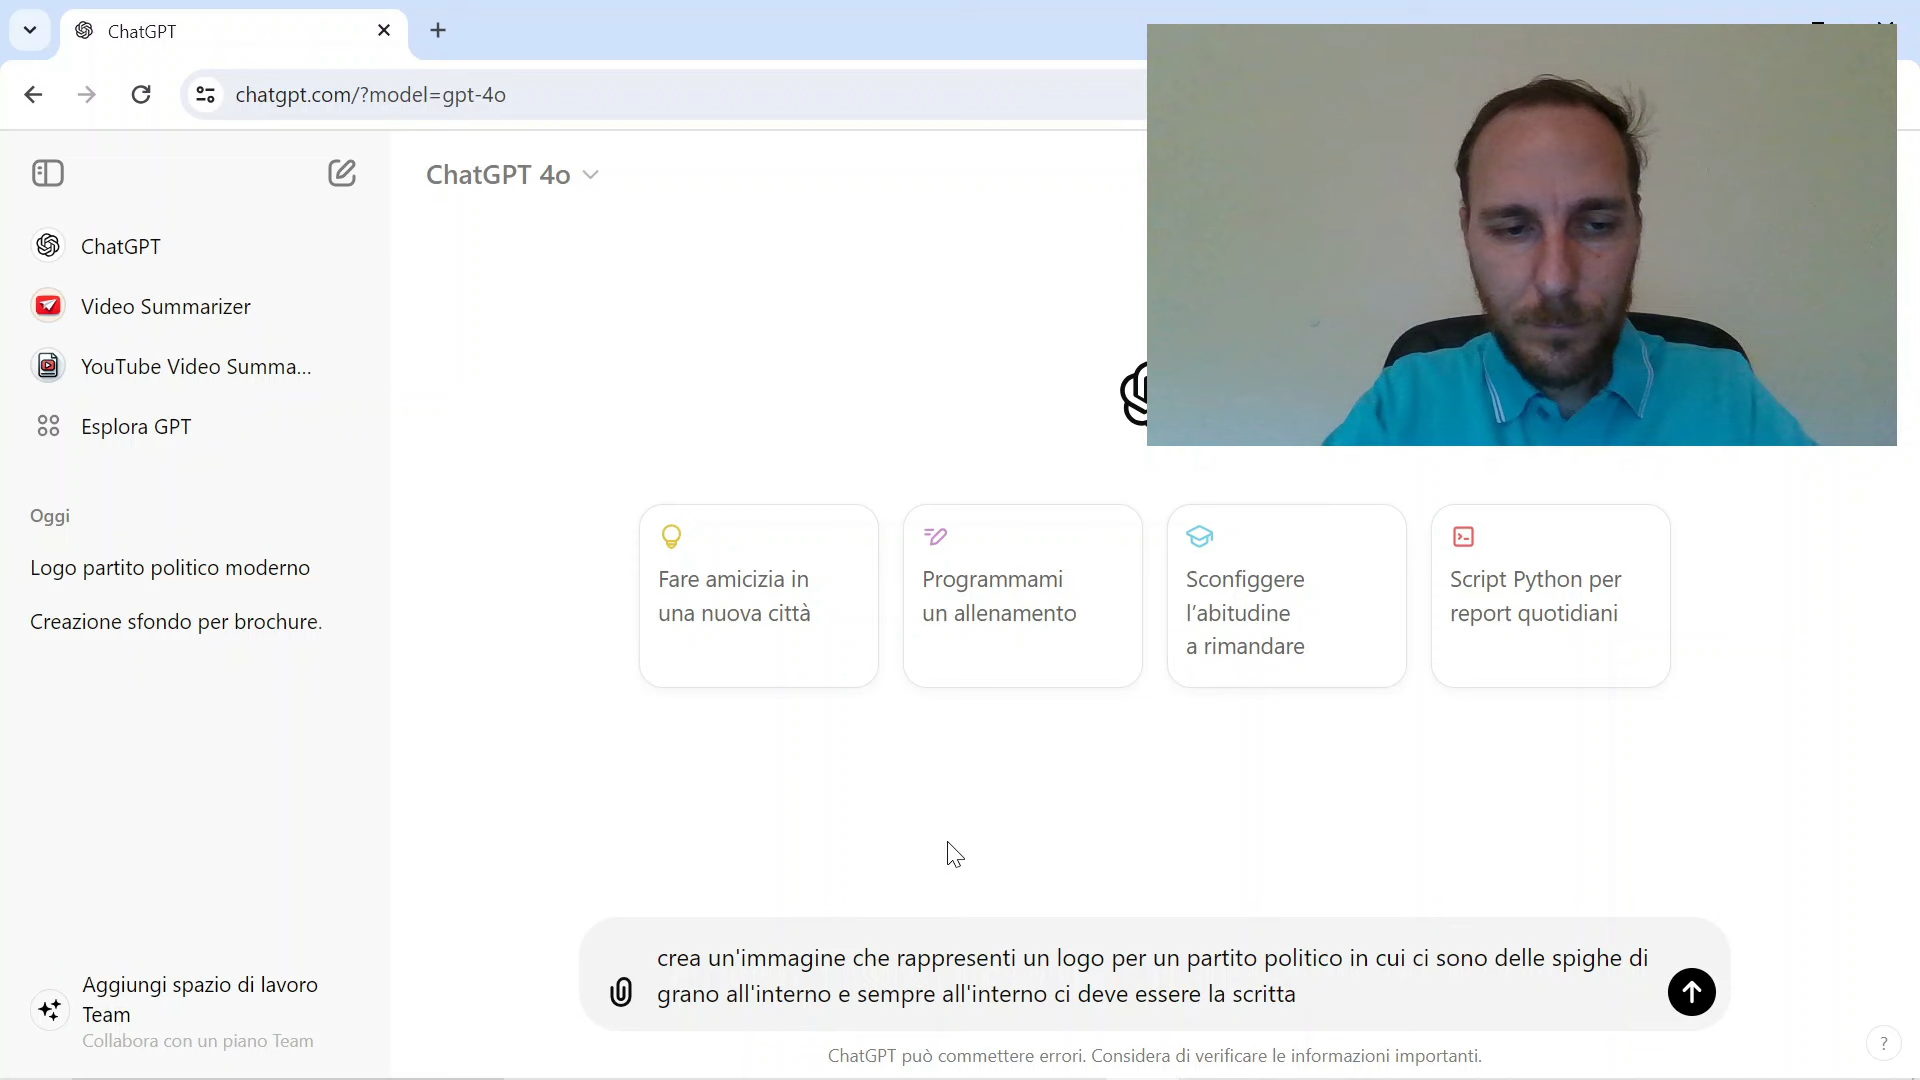 ChatGPT
chatgpt.com/?model=gpt-4o
ChatGPT 4o
ChatGPT
Video Summarizer
YouTube Video Summa...
Esplora GPT
Oggi
Logo partito politico moderno
Creazione sfondo per brochure.
Fare amicizia in
una nuova città
Programmami
un allenamento
Sconfiggere
l’abitudine
a rimandare
Script Python per
report quotidiani
crea un'immagine che rappresenti un logo per un partito politico in cui ci sono delle spighe di
grano all'interno e sempre all'interno ci deve essere la scritta
Aggiungi spazio di lavoro
Team
Collabora con un piano Team
ChatGPT può commettere errori. Considera di verificare le informazioni importanti.
?